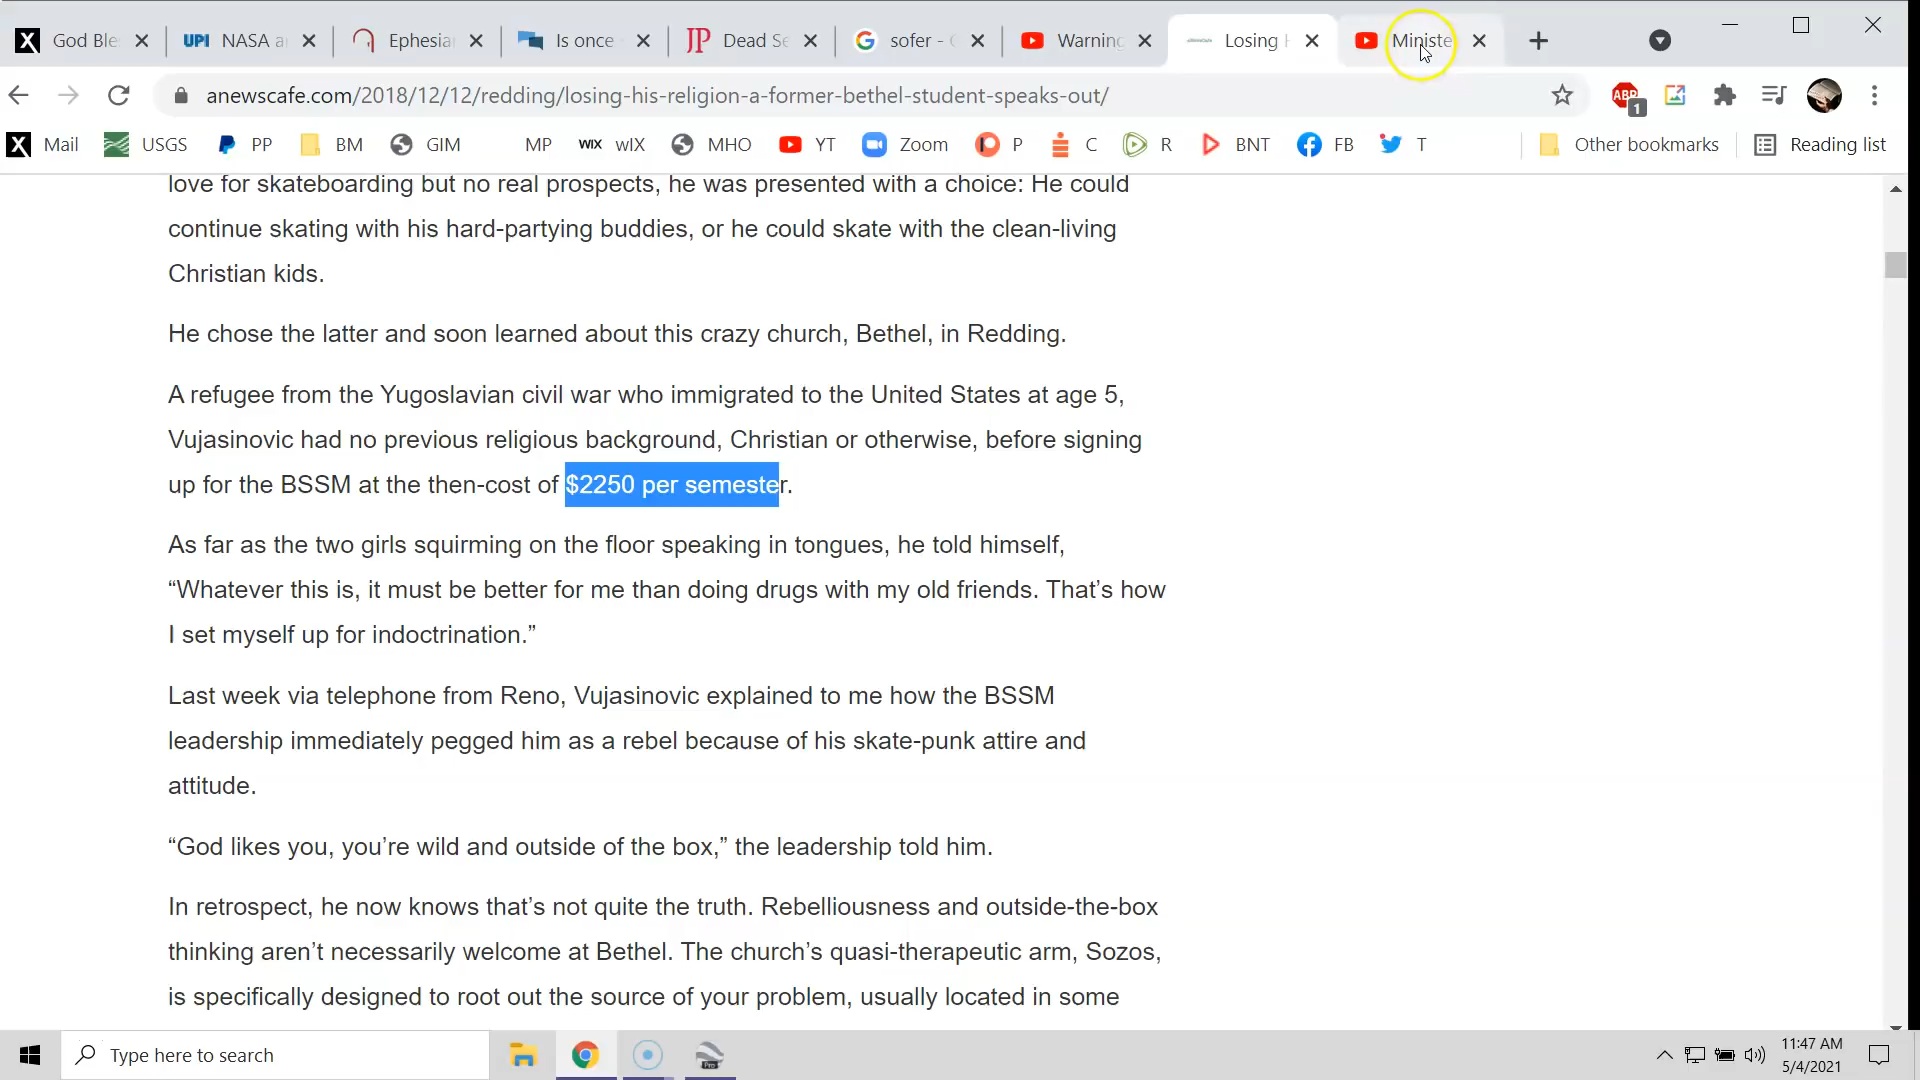 God Ble
UPI NASA a
Ephesian
Is once
JP Dead Se
sofer -
Warning
Losing
Ministe
anewscafe.com/2018/12/12/redding/losing-his-religion-a-former-bethel-student-speaks-out/
ABP
1
X Mail
USGS
PP
BM
GIM
MP
WIX wIX
MHO
YT
Zoom
P
C
R
BNT
FB
T
Other bookmarks
Reading list
love for skateboarding but no real prospects, he was presented with a choice: He could
continue skating with his hard-partying buddies, or he could skate with the clean-living
Christian kids.
He chose the latter and soon learned about this crazy church, Bethel, in Redding.
A refugee from the Yugoslavian civil war who immigrated to the United States at age 5,
Vujasinovic had no previous religious background, Christian or otherwise, before signing
up for the BSSM at the then-cost of $2250 per semester.
As far as the two girls squirming on the floor speaking in tongues, he told himself,
“Whatever this is, it must be better for me than doing drugs with my old friends. That’s how
I set myself up for indoctrination.”
Last week via telephone from Reno, Vujasinovic explained to me how the BSSM
leadership immediately pegged him as a rebel because of his skate-punk attire and
attitude.
“God likes you, you’re wild and outside of the box,” the leadership told him.
In retrospect, he now knows that’s not quite the truth. Rebelliousness and outside-the-box
thinking aren’t necessarily welcome at Bethel. The church’s quasi-therapeutic arm, Sozos,
is specifically designed to root out the source of your problem, usually located in some
Type here to search
11:47 AM
5/4/2021